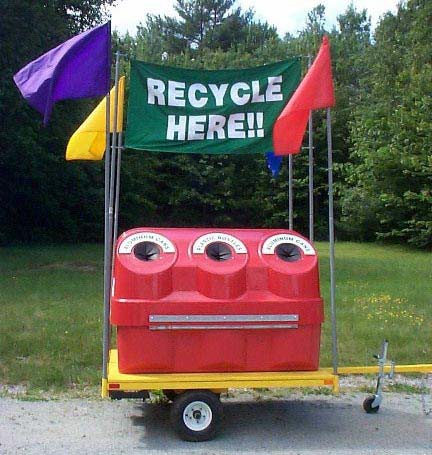 RECYCLE
HERE!!
ALUMINUM CANS
PLASTIC BOTTLES
ALUMINUM CANS